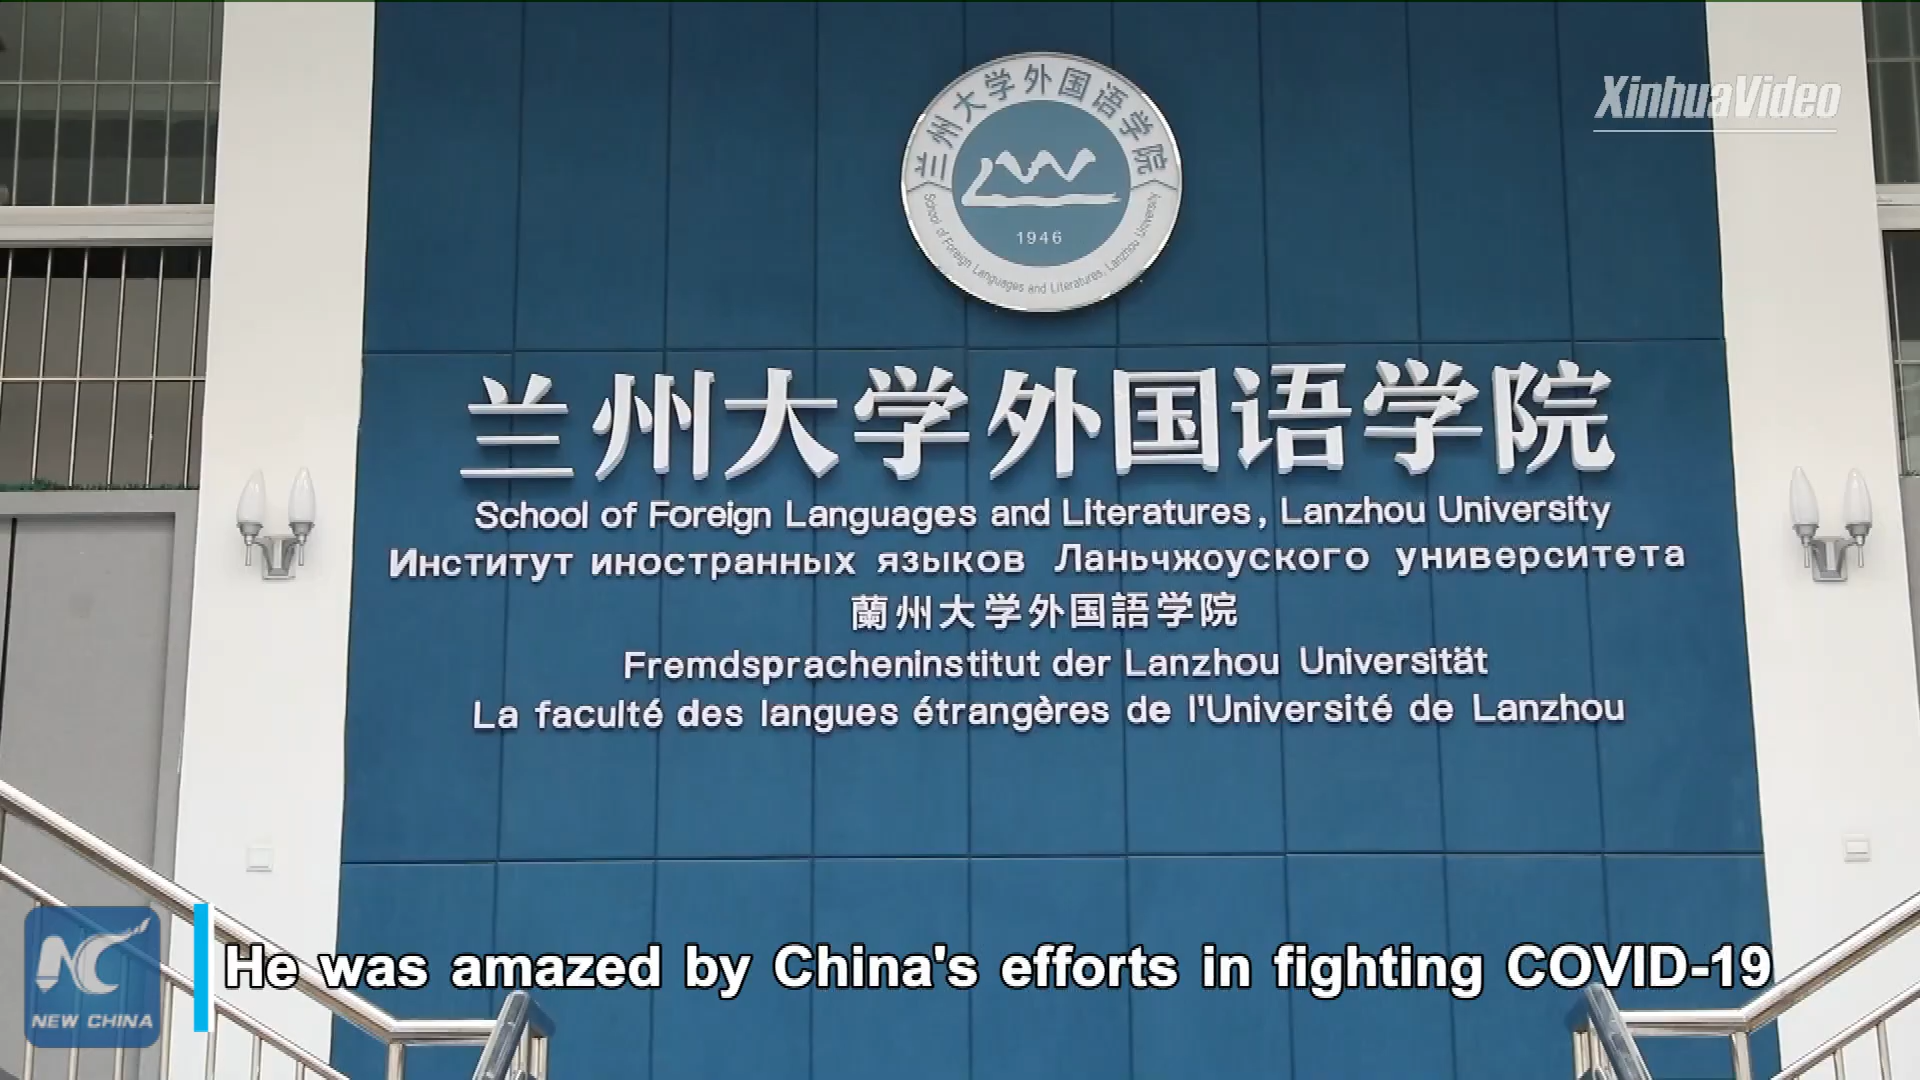 XinhuaVideo
兰州大学外国语学院
1946
School of Foreign Languages and Literatures, Lanzhou University
兰州大学外国语学院
School of Foreign Languages and Literatures, Lanzhou University
Институт иностранных языков Ланьчжоуского университета
蘭州大学外国語学院
Fremdspracheninstitut der Lanzhou Universität
La faculté des langues étrangères de l'Université de Lanzhou
He was amazed by China's efforts in fighting COVID-19
NC
NEW CHINA